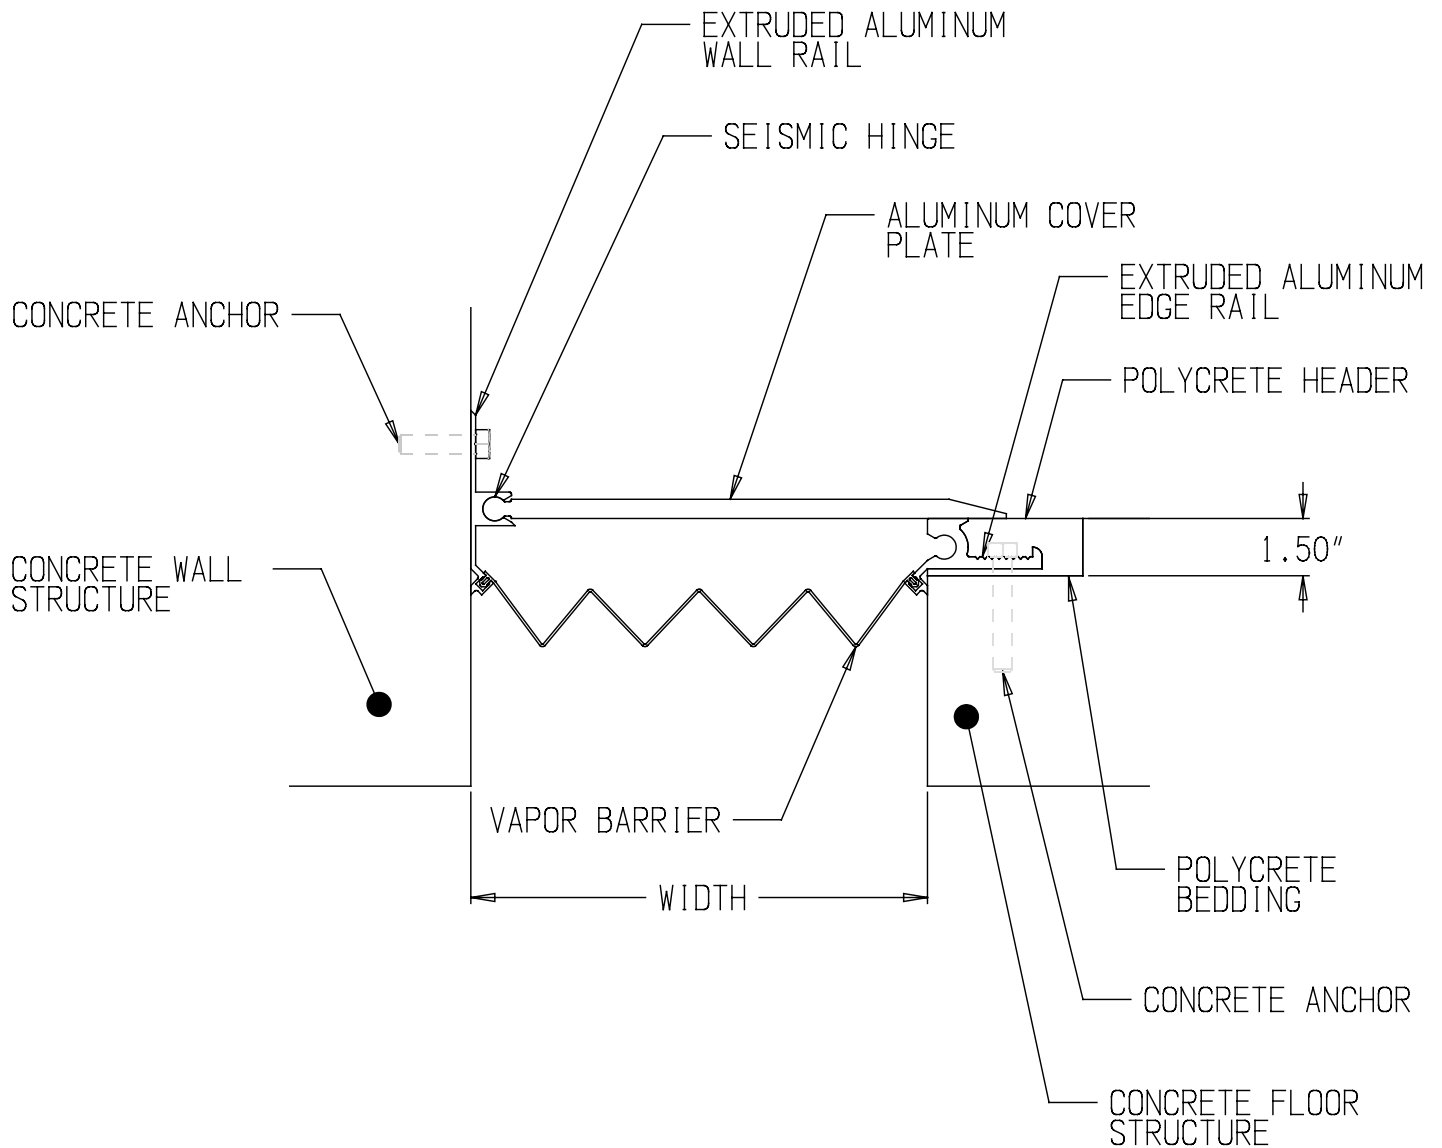 EXTRUDED ALUMINUM
WALL RAIL
SEISMIC HINGE
ALUMINUM COVER
PLATE
EXTRUDED ALUMINUM
EDGE RAIL
CONCRETE ANCHOR
POLYCRETE HEADER
1.50"
CONCRETE WALL
STRUCTURE
VAPOR BARRIER
POLYCRETE
BEDDING
WIDTH
CONCRETE ANCHOR
CONCRETE FLOOR
STRUCTURE